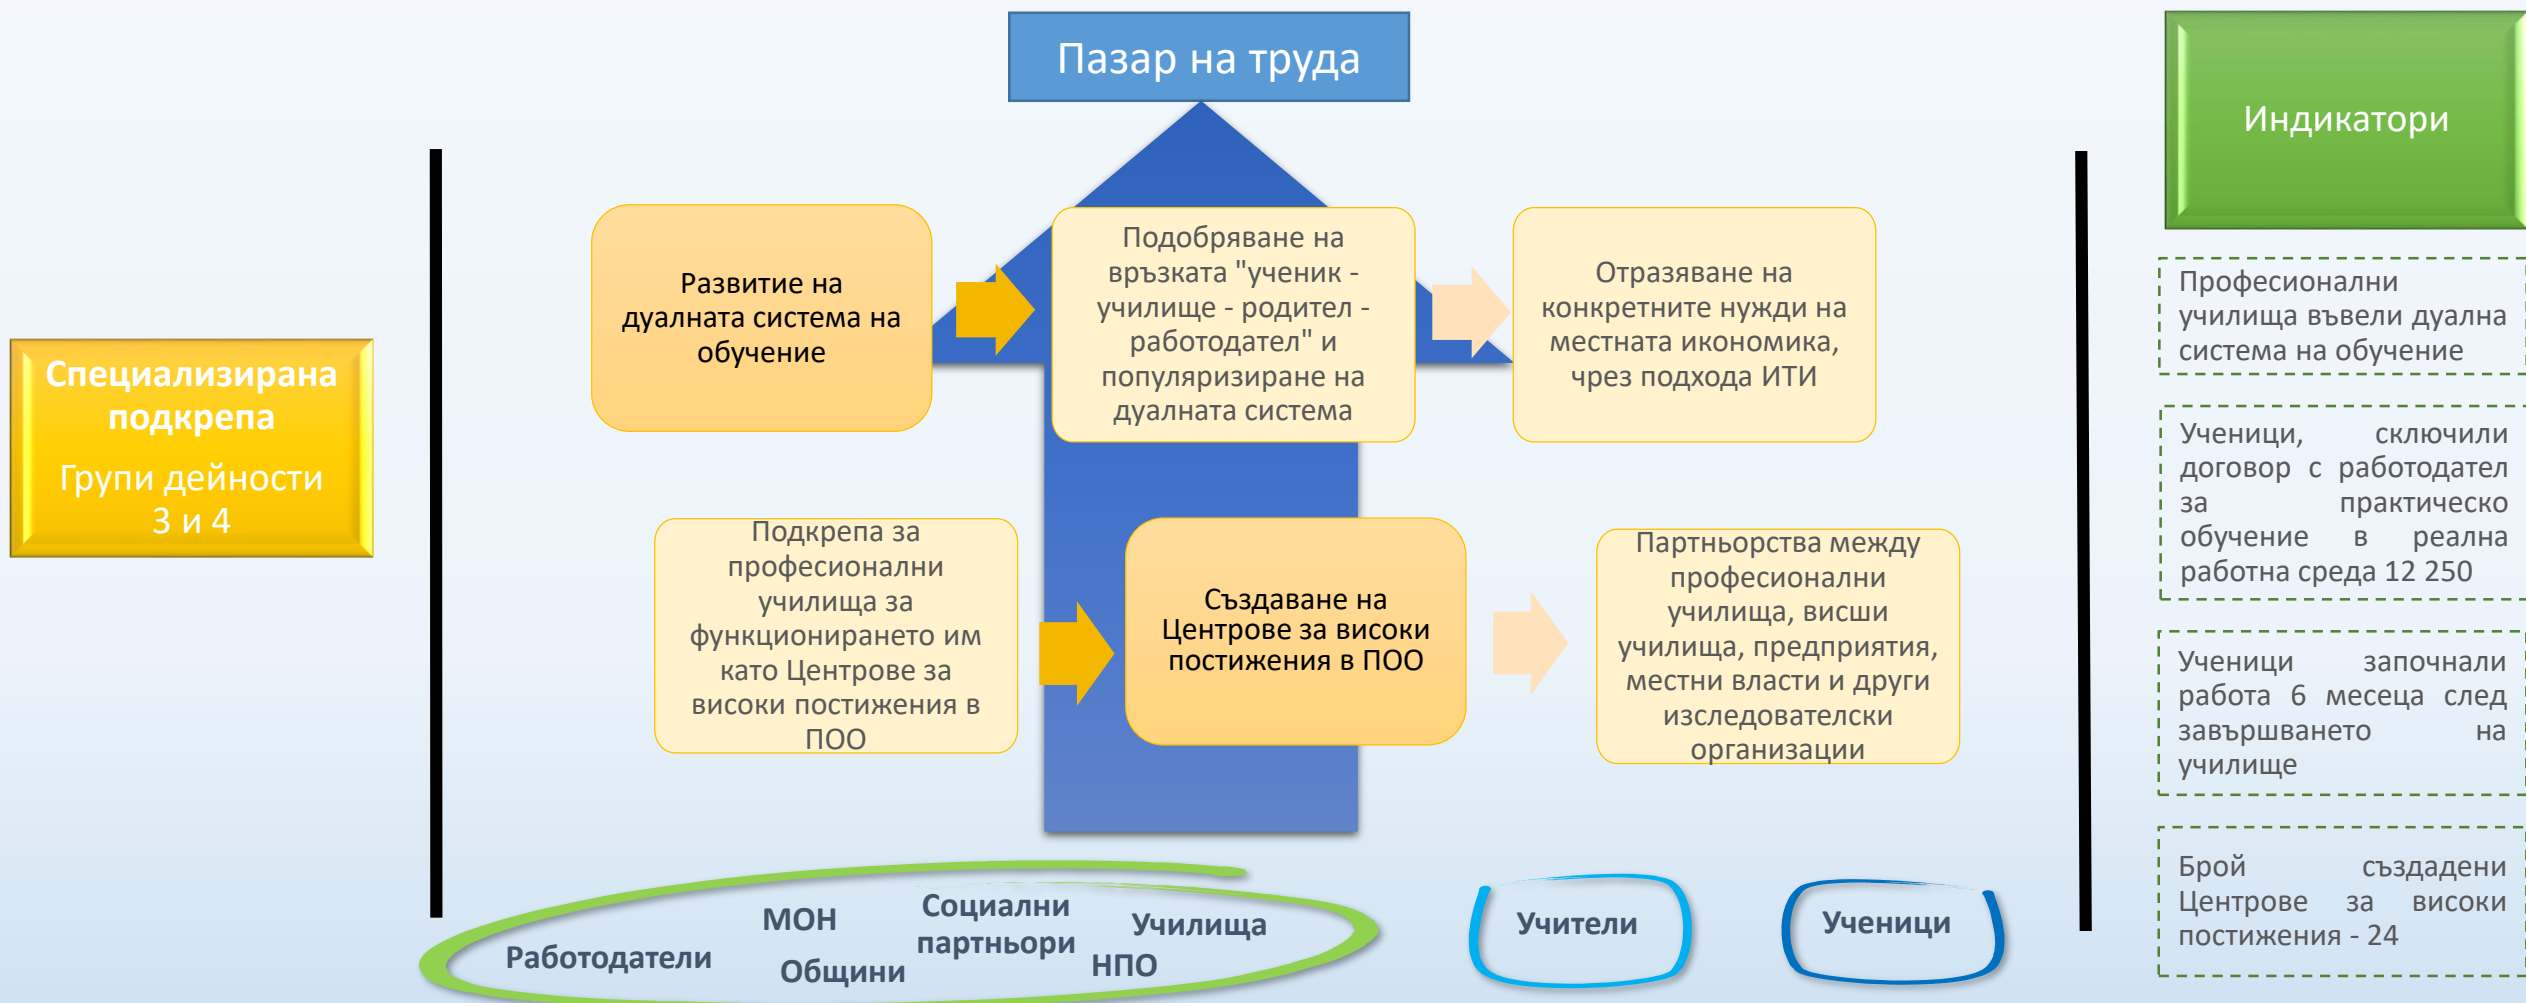 Пазар на труда
Специализирана
подкрепа
Групи дейности
3 и 4
Развитие на
дуалната система на
обучение
Подобряване на
връзката "ученик -
училище - родител -
работодател" и
популяризиране на
дуалната система
Отразяване на
конкретните нужди на
местната икономика,
чрез подхода ИТИ
Подкрепа за
професионални
училища за
функционирането им
като Центрове за
високи постижения в
ПОО
Създаване на
Центрове за високи
постижения в ПОО
Партньорства между
професионални
училища, висши
училища, предприятия,
местни власти и други
изследователски
организации
Работодатели
МОН
Общини
Социални
партньори
Училища
НПО
Учители
Ученици
Индикатори
Професионални
училища въвели дуална
система на обучение
Ученици, сключили
договор с работодател
за практическо
обучение в реална
работна среда 12 250
Ученици започнали
работа 6 месеца след
завършването на
училище
Брой създадени
Центрове за високи
постижения - 24